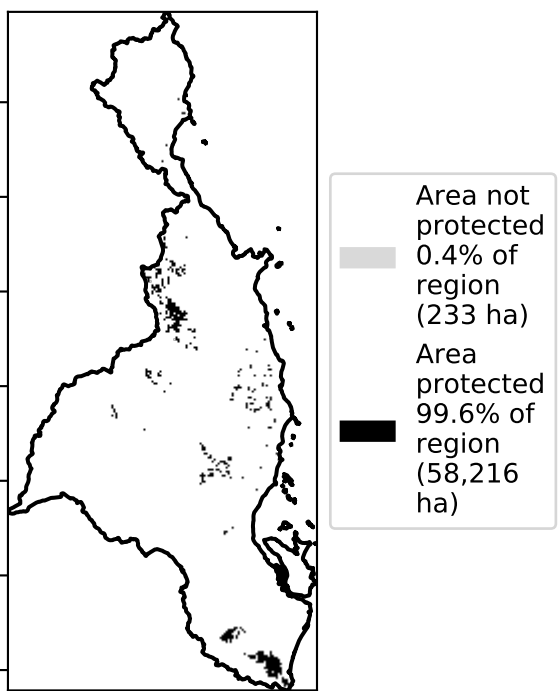 Area not
protected
0.4% of
region
(233 ha)
Area
protected
99.6% of
region
(58,216
ha)